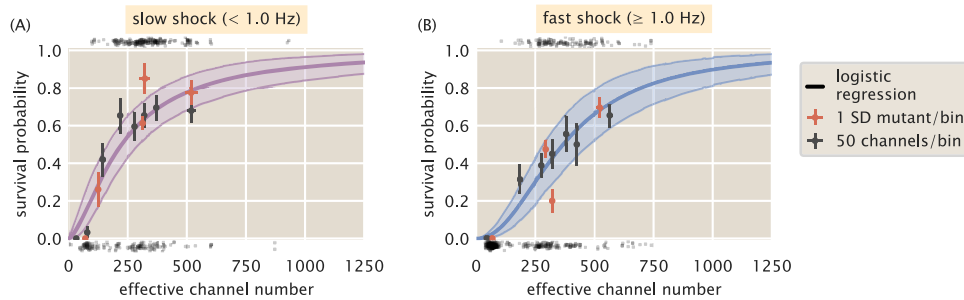 (A)
slow shock (< 1.0 Hz)
survival probability
1.0
0.8
0.6
0.4
0.2
0.0
0 250 500 750 1000 1250
effective channel number
(B)
fast shock (≥ 1.0 Hz)
survival probability
1.0
0.8
0.6
0.4
0.2
0.0
0 250 500 750 1000 1250
effective channel number
logistic
regression
1 SD mutant/bin
50 channels/bin